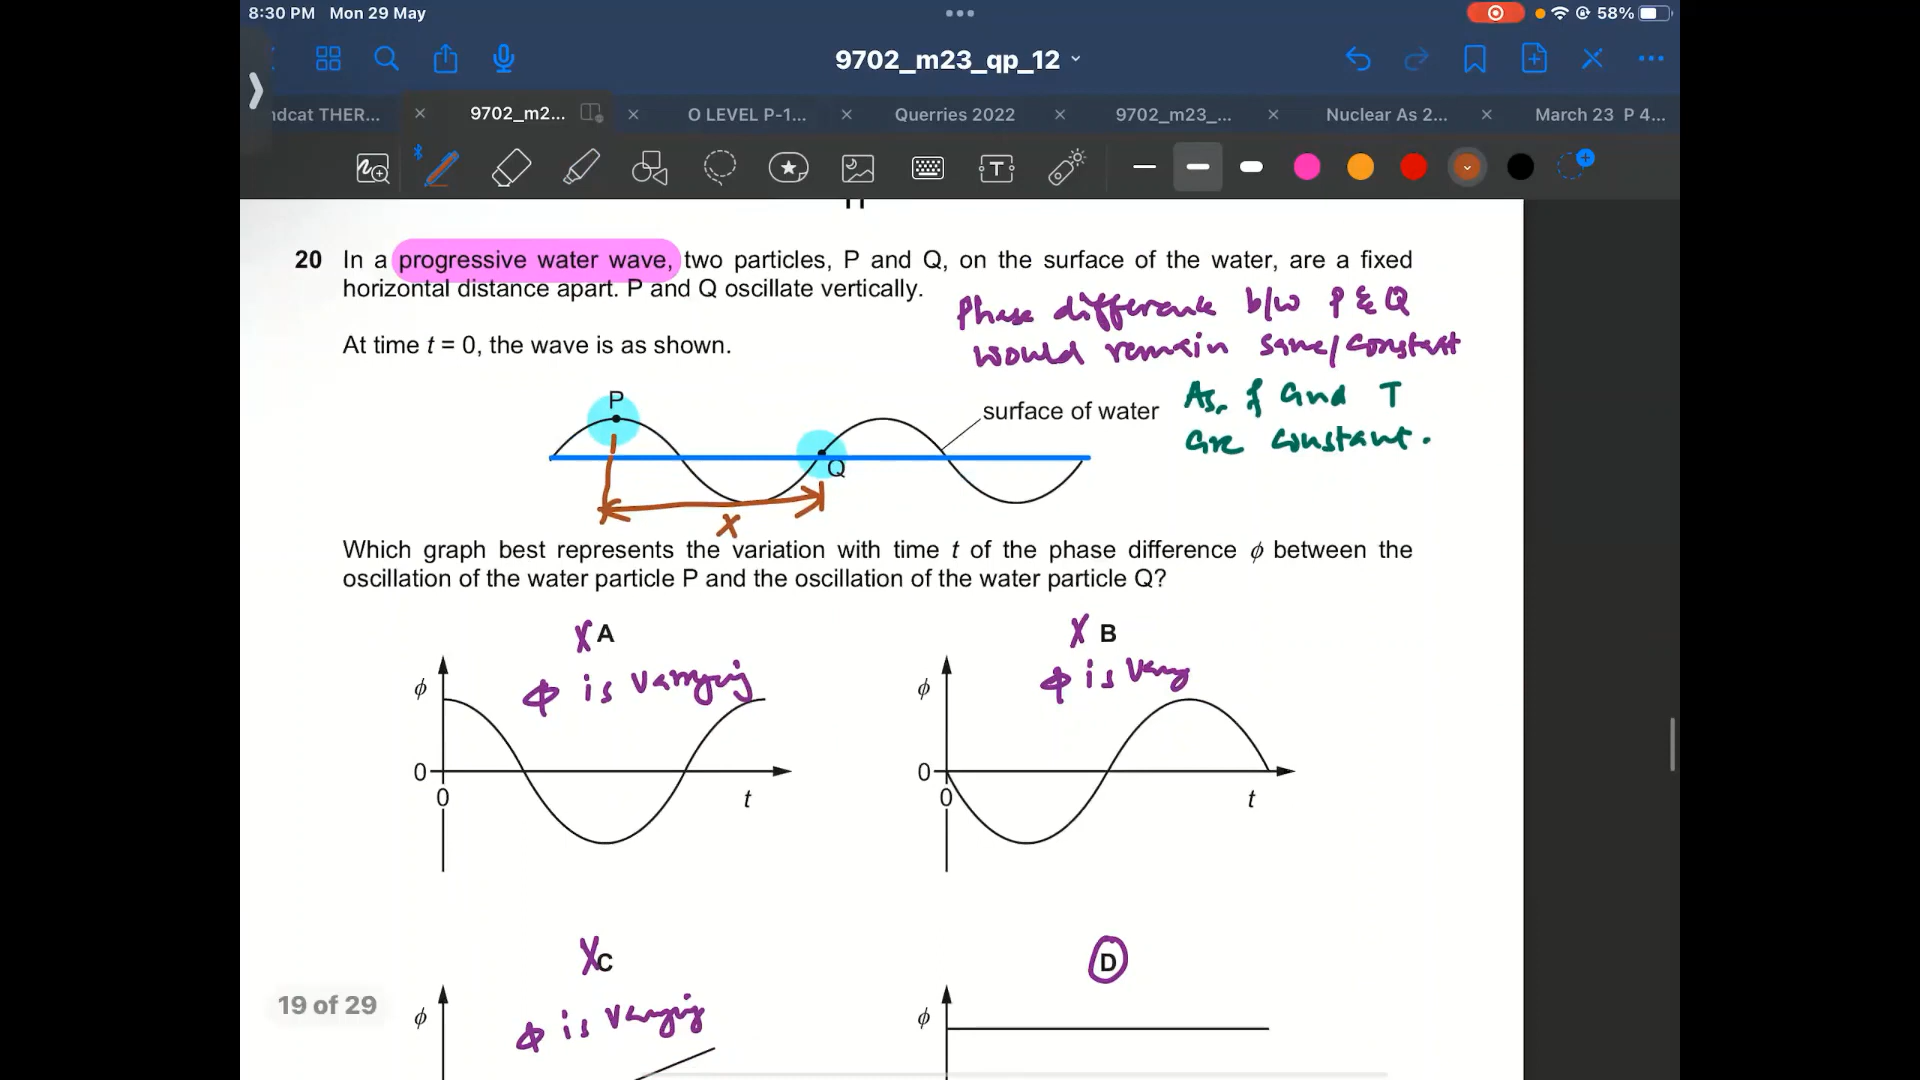 8:30 PM Mon 29 May
58%
9702_m23_qp_12
ndcat THER...
9702_m2...
O LEVEL P-1...
Querries 2022
9702_m23_...
Nuclear As 2...
March 23 P 4...
20 In a progressive water wave, two particles, P and Q, on the surface of the water, are a fixed
horizontal distance apart. P and Q oscillate vertically.
Phase difference b/w P & Q
would remain same/constant
At time t = 0, the wave is as shown.
As, f and T
are constant.
P
surface of water
Q
x
Which graph best represents the variation with time t of the phase difference ϕ between the
oscillation of the water particle P and the oscillation of the water particle Q?
X A
X B
ϕ is varrying
ϕ is
ϕ
ϕ
0
0
0
t
0
t
X C
D
19 of 29
ϕ is varying
ϕ
ϕ